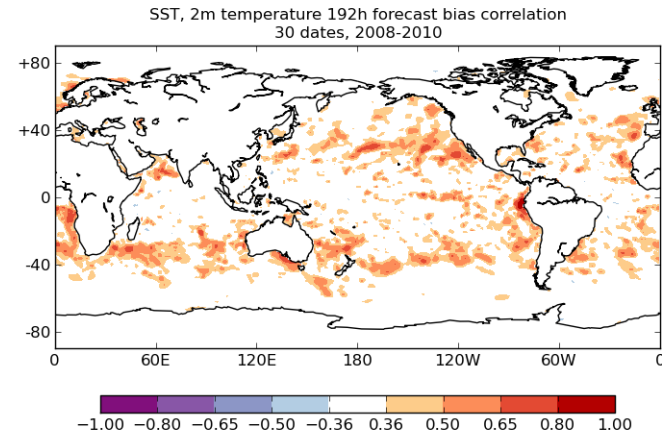 SST, 2m temperature 192h forecast bias correlation
30 dates, 2008-2010
+80
+40
0
-40
-80
0 60E 120E 180E 120W 60W 0
−1.00 −0.80 −0.65 −0.50 −0.36 0.36 0.50 0.65 0.80 1.00